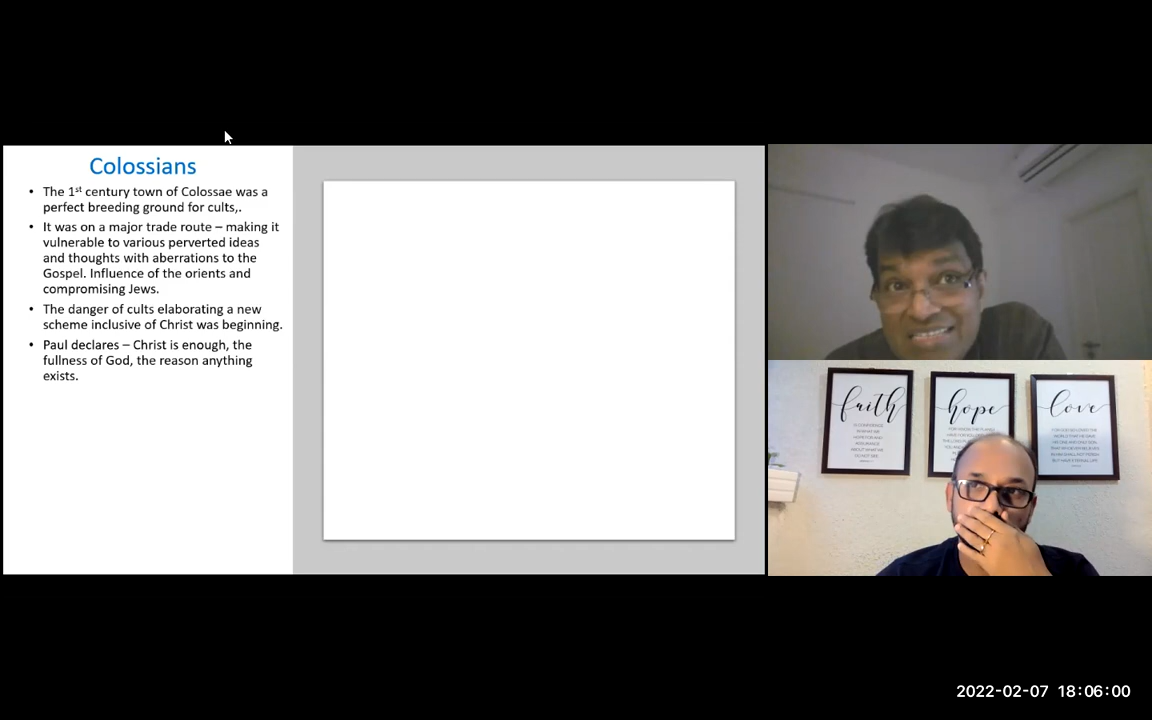 Colossians
• The 1st century town of Colossae was a
perfect breeding ground for cults,.
• It was on a major trade route – making it
vulnerable to various perverted ideas
and thoughts with aberrations to the
Gospel. Influence of the orients and
compromising Jews.
• The danger of cults elaborating a new
scheme inclusive of Christ was beginning.
• Paul declares – Christ is enough, the
fullness of God, the reason anything
exists.
faith
hope
love
2022-02-07 18:06:00